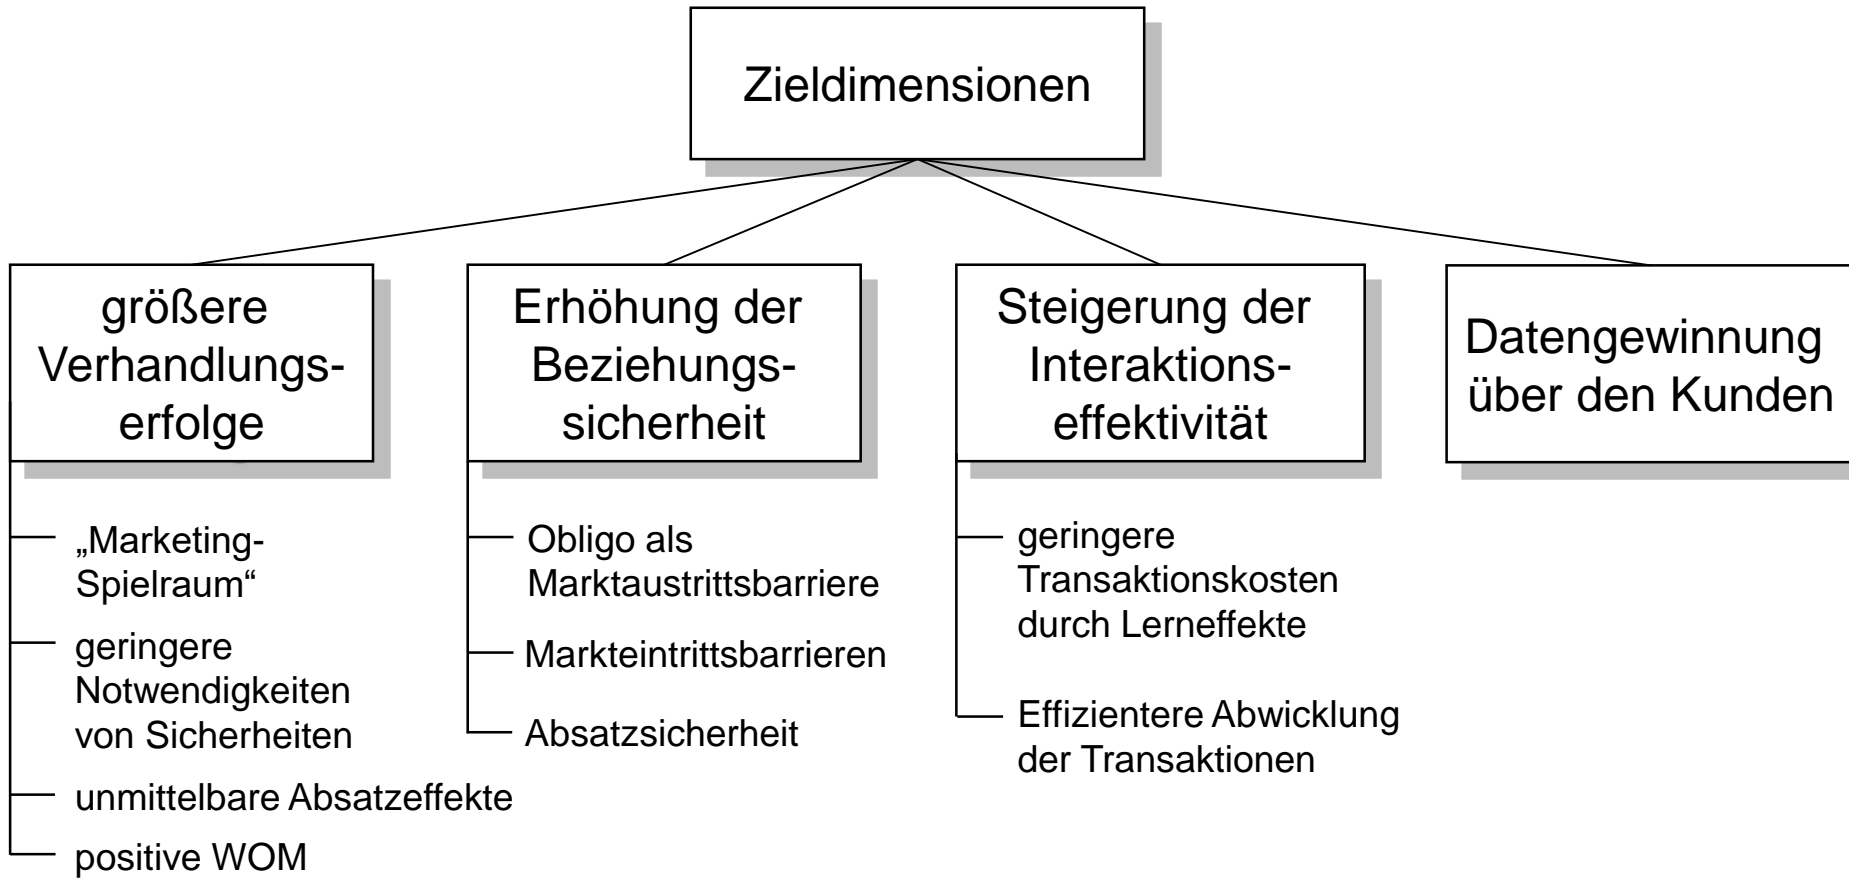 Zieldimensionen
größere
Verhandlungs-
erfolge
„Marketing-
Spielraum“
geringere
Notwendigkeiten
von Sicherheiten
unmittelbare Absatzeffekte
positive WOM
Erhöhung der
Beziehungs-
sicherheit
Obligo als
Marktaustrittsbarriere
Markteintrittsbarrieren
Absatzsicherheit
Steigerung der
Interaktions-
effektivität
geringere
Transaktionskosten
durch Lerneffekte
Effizientere Abwicklung
der Transaktionen
Datengewinnung
über den Kunden